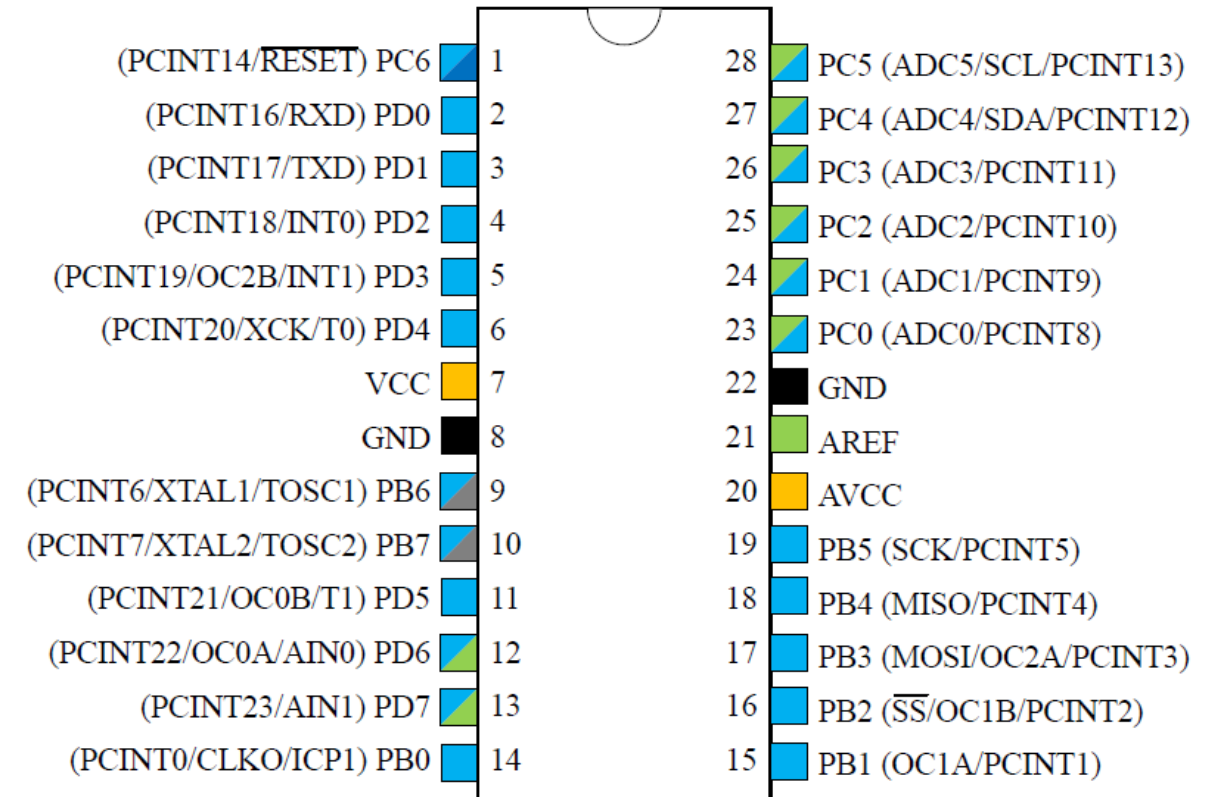 (PCINT14/RESET) PC6 1 28 PC5 (ADC5/SCL/PCINT13)
(PCINT16/RXD) PD0 2 27 PC4 (ADC4/SDA/PCINT12)
(PCINT17/TXD) PD1 3 26 PC3 (ADC3/PCINT11)
(PCINT18/INT0) PD2 4 25 PC2 (ADC2/PCINT10)
(PCINT19/OC2B/INT1) PD3 5 24 PC1 (ADC1/PCINT9)
(PCINT20/XCK/T0) PD4 6 23 PC0 (ADC0/PCINT8)
VCC 7 22 GND
GND 8 21 AREF
(PCINT6/XTAL1/TOSC1) PB6 9 20 AVCC
(PCINT7/XTAL2/TOSC2) PB7 10 19 PB5 (SCK/PCINT5)
(PCINT21/OC0B/T1) PD5 11 18 PB4 (MISO/PCINT4)
(PCINT22/OC0A/AIN0) PD6 12 17 PB3 (MOSI/OC2A/PCINT3)
(PCINT23/AIN1) PD7 13 16 PB2 (SS/OC1B/PCINT2)
(PCINT0/CLKO/ICP1) PB0 14 15 PB1 (OC1A/PCINT1)